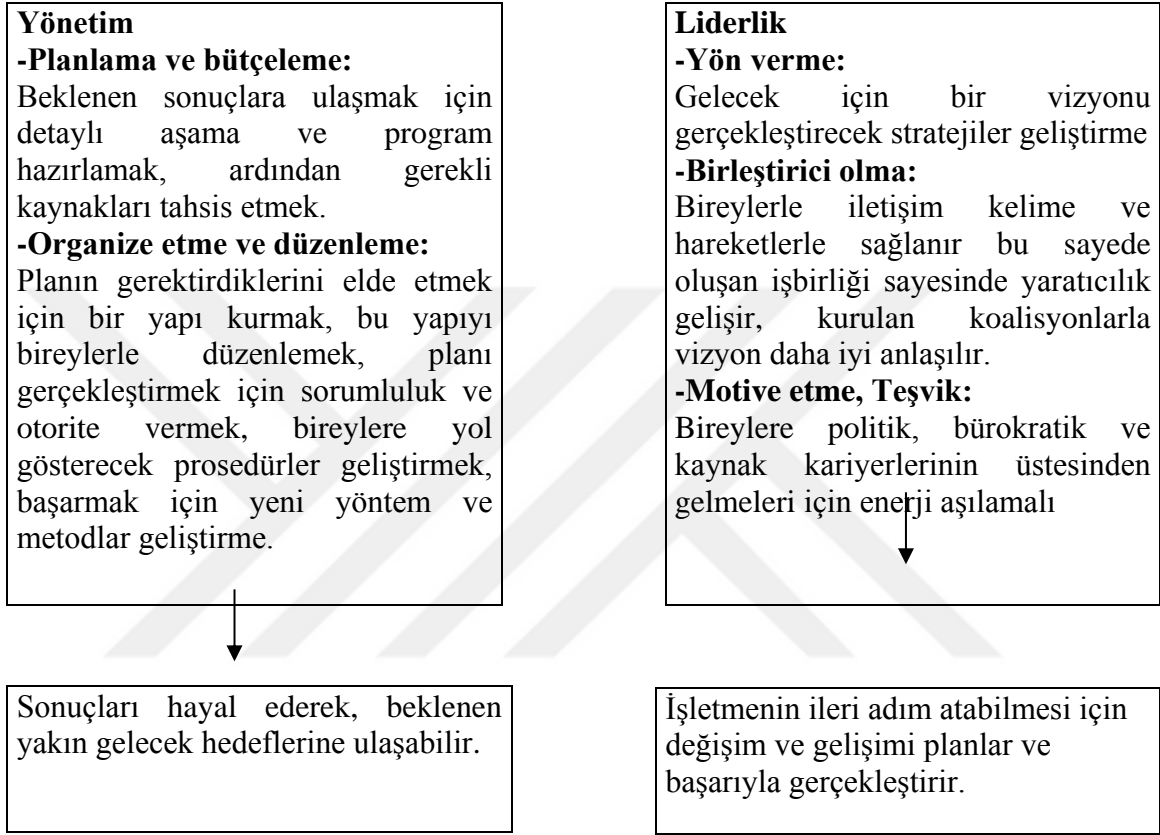 Yönetim
-Planlama ve bütçeleme:
Beklenen sonuçlara ulaşmak için
detaylı aşama ve program
hazırlamak, ardından gerekli
kaynakları tahsis etmek.
-Organize etme ve düzenleme:
Planın gerektirdiklerini elde etmek
için bir yapı kurmak, bu yapıyı
bireylerle düzenlemek, planı
gerçekleştirmek için sorumluluk ve
otorite vermek, bireylere yol
gösterecek prosedürler geliştirmek,
başarmak için yeni yöntem ve
metodlar geliştirme.
Sonuçları hayal ederek, beklenen
yakın gelecek hedeflerine ulaşabilir.
Liderlik
-Yön verme:
Gelecek için bir vizyonu
gerçekleştirecek stratejiler geliştirme
-Birleştirici olma:
Bireylerle iletişim kelime ve
hareketlerle sağlanır bu sayede
oluşan işbirliği sayesinde yaratıcılık
gelişir, kurulan koalisyonlarla
vizyon daha iyi anlaşılır.
-Motive etme, Teşvik:
Bireylere politik, bürokratik ve
kaynak kariyerlerinin üstesinden
gelmeleri için enerji aşılamalı
İşletmenin ileri adım atabilmesi için
değişim ve gelişimi planlar ve
başarıyla gerçekleştirir.